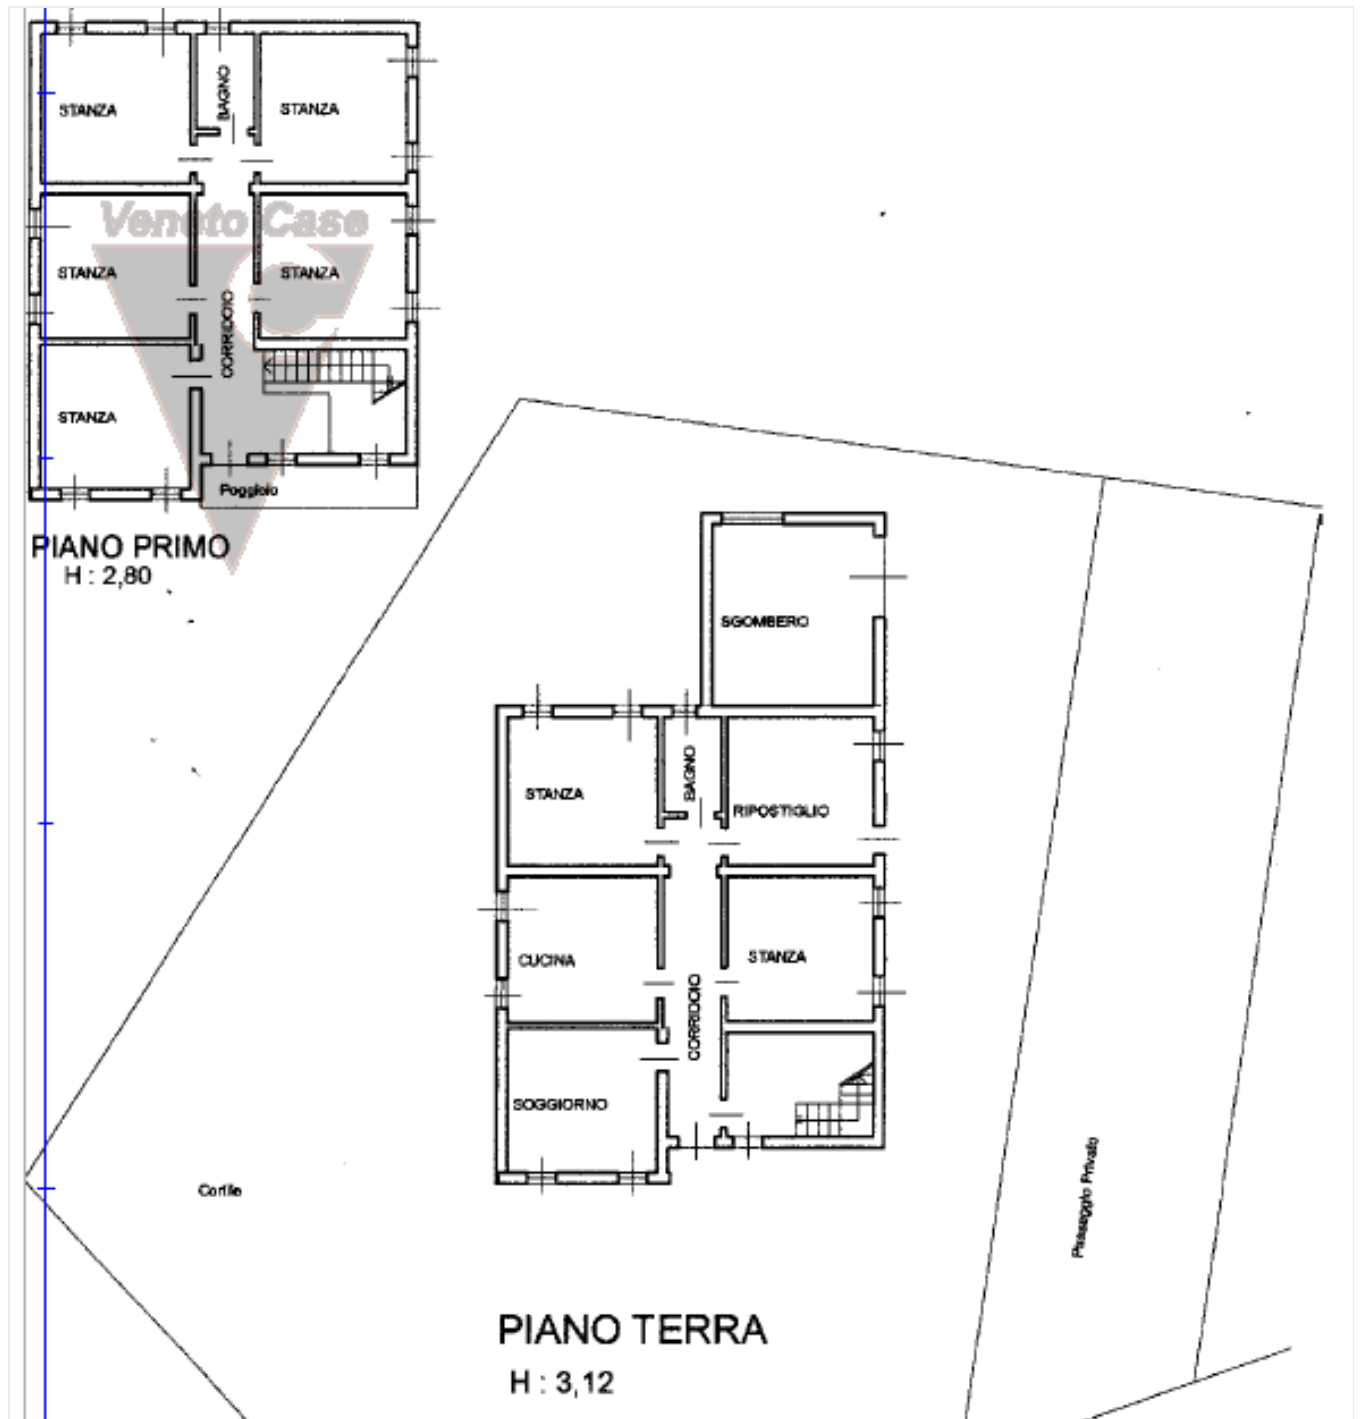 STANZA
BAGNO
STANZA
Veneto Case
STANZA
STANZA
CORRIDOIO
STANZA
Poggiolo
PIANO PRIMO
H : 2,80
SGOMBERO
STANZA
BAGNO
RIPOSTIGLIO
CUCINA
STANZA
CORRIDOIO
SOGGIORNO
Cortile
Passaggio Privato
PIANO TERRA
H : 3,12